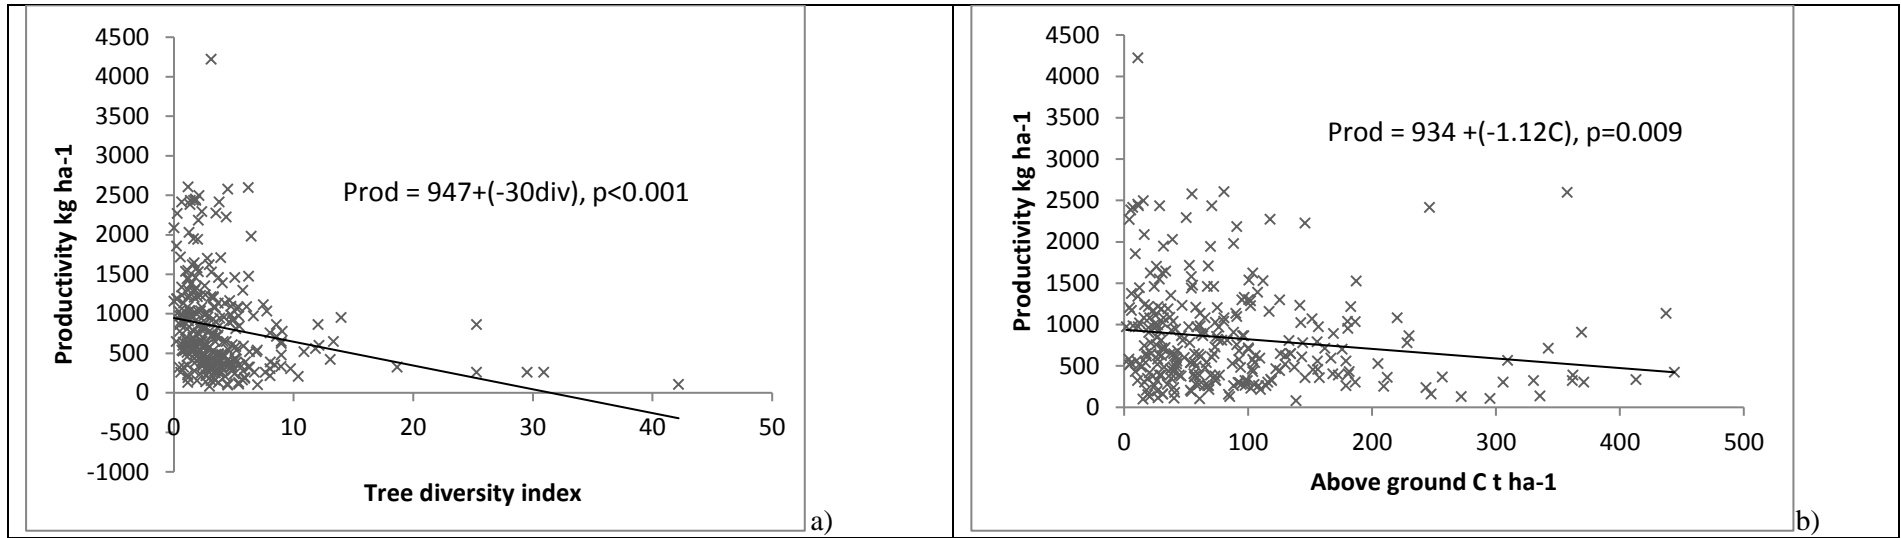 4500
4000
3500
3000
2500
2000
1500
1000
500
0
-500
-1000
Productivity kg ha-1
Prod = 947+(-30div), p<0.001
0 10 20 30 40 50
Tree diversity index
a)
4500
4000
3500
3000
2500
2000
1500
1000
500
0
Productivity kg ha-1
Prod = 934 +(-1.12C), p=0.009
0 100 200 300 400 500
Above ground C t ha-1
b)